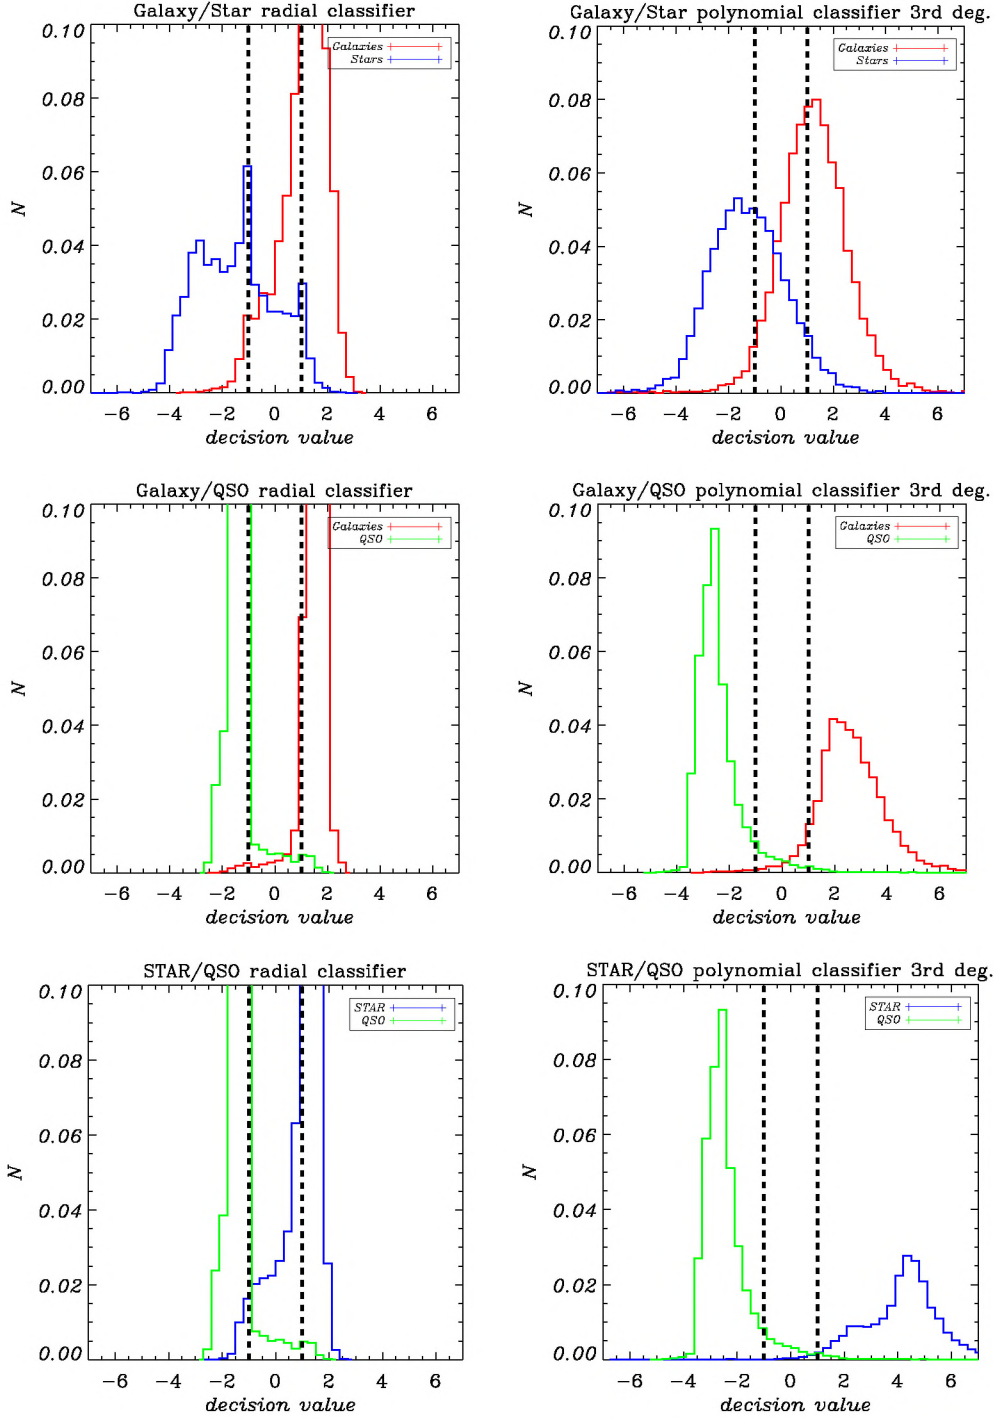 Galaxy/Star radial classifier
Galaxies
Stars
0.10
0.08
0.06
0.04
0.02
0.00
N
-6 -4 -2 0 2 4 6
decision value
Galaxy/Star polynomial classifier 3rd deg.
Galaxies
Stars
0.10
0.08
0.06
0.04
0.02
0.00
N
-6 -4 -2 0 2 4 6
decision value
Galaxy/QSO radial classifier
Galaxies
QSO
0.10
0.08
0.06
0.04
0.02
0.00
N
-6 -4 -2 0 2 4 6
decision value
Galaxy/QSO polynomial classifier 3rd deg.
Galaxies
QSO
0.10
0.08
0.06
0.04
0.02
0.00
N
-6 -4 -2 0 2 4 6
decision value
STAR/QSO radial classifier
STAR
QSO
0.10
0.08
0.06
0.04
0.02
0.00
N
-6 -4 -2 0 2 4 6
decision value
STAR/QSO polynomial classifier 3rd deg.
STAR
QSO
0.10
0.08
0.06
0.04
0.02
0.00
N
-6 -4 -2 0 2 4 6
decision value